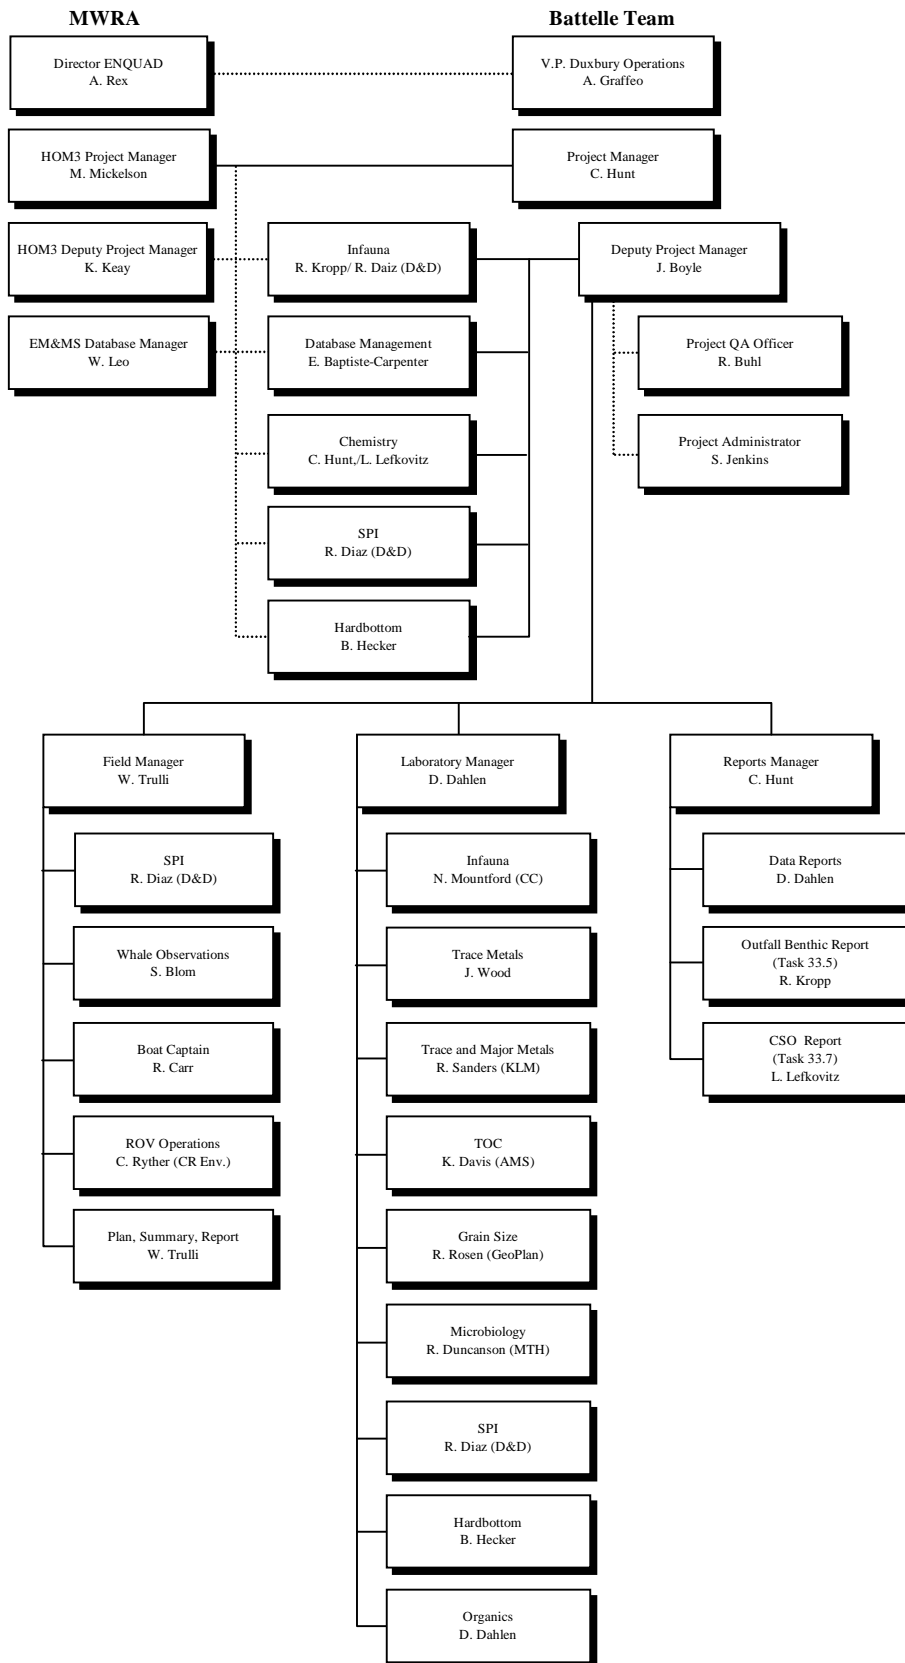 MWRA
Battelle Team
Director ENQUAD
A. Rex
V.P. Duxbury Operations
A. Graffeo
HOM3 Project Manager
M. Mickelson
Project Manager
C. Hunt
HOM3 Deputy Project Manager
K. Keay
Infauna
R. Kropp/ R. Daiz (D&D)
Deputy Project Manager
J. Boyle
EM&MS Database Manager
W. Leo
Database Management
E. Baptiste-Carpenter
Project QA Officer
R. Buhl
Chemistry
C. Hunt,/L. Lefkovitz
Project Administrator
S. Jenkins
SPI
R. Diaz (D&D)
Hardbottom
B. Hecker
Field Manager
W. Trulli
SPI
R. Diaz (D&D)
Whale Observations
S. Blom
Boat Captain
R. Carr
ROV Operations
C. Ryther (CR Env.)
Plan, Summary, Report
W. Trulli
Laboratory Manager
D. Dahlen
Infauna
N. Mountford (CC)
Trace Metals
J. Wood
Trace and Major Metals
R. Sanders (KLM)
TOC
K. Davis (AMS)
Grain Size
R. Rosen (GeoPlan)
Microbiology
R. Duncanson (MTH)
SPI
R. Diaz (D&D)
Hardbottom
B. Hecker
Organics
D. Dahlen
Reports Manager
C. Hunt
Data Reports
D. Dahlen
Outfall Benthic Report
(Task 33.5)
R. Kropp
CSO Report
(Task 33.7)
L. Lefkovitz